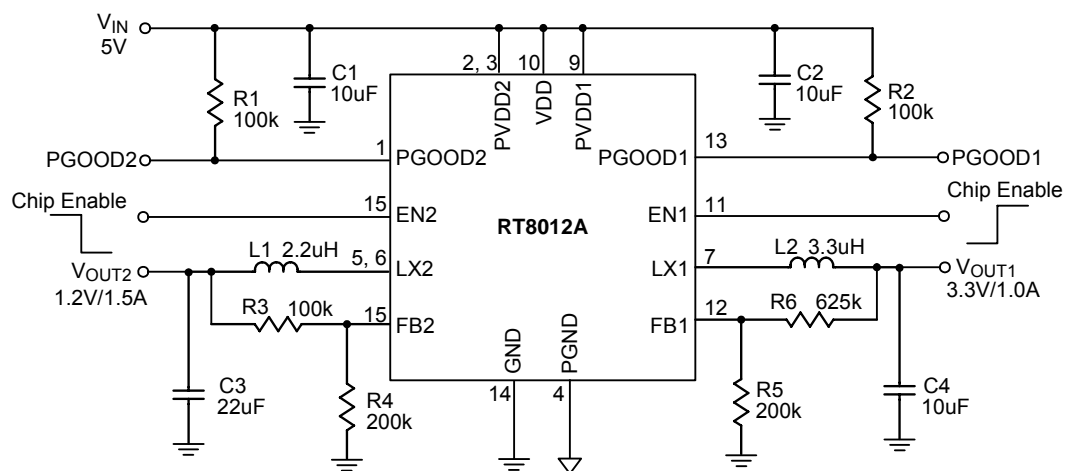 VIN
5V
2, 3
10
9
C1
10uF
C2
10uF
R1
100k
R2
100k
PVDD2
VDD
PVDD1
PGOOD2
1
PGOOD2
PGOOD1
13
PGOOD1
Chip Enable
15
EN2
RT8012A
EN1
11
Chip Enable
L1 2.2uH
5, 6
LX2
LX1
7
L2 3.3uH
VOUT2
1.2V/1.5A
VOUT1
3.3V/1.0A
R3 100k
15
FB2
FB1
12
R6 625k
GND
PGND
C3
22uF
R4
200k
14
4
R5
200k
C4
10uF